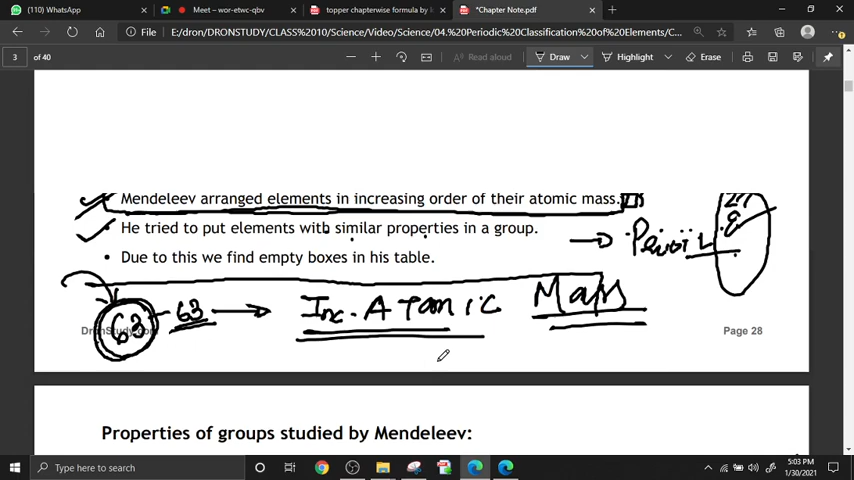 (110) WhatsApp
Meet – wor-etwc-qbv
topper chapterwise formula by k
*Chapter Note.pdf
File
E:/dron/DRONSTUDY/CLASS%2010/Science/Video/Science/04.%20Periodic%20Classification%20of%20Elements/C...
3
of 40
Read aloud
Draw
Highlight
Erase
Mendeleev arranged elements in increasing order of their atomic mass.
He tried to put elements with similar properties in a group.
Due to this we find empty boxes in his table.
63
63
Inc. Atomic Mass
DronStudy.com
Page 28
Properties of groups studied by Mendeleev:
Type here to search
5:03 PM
1/30/2021